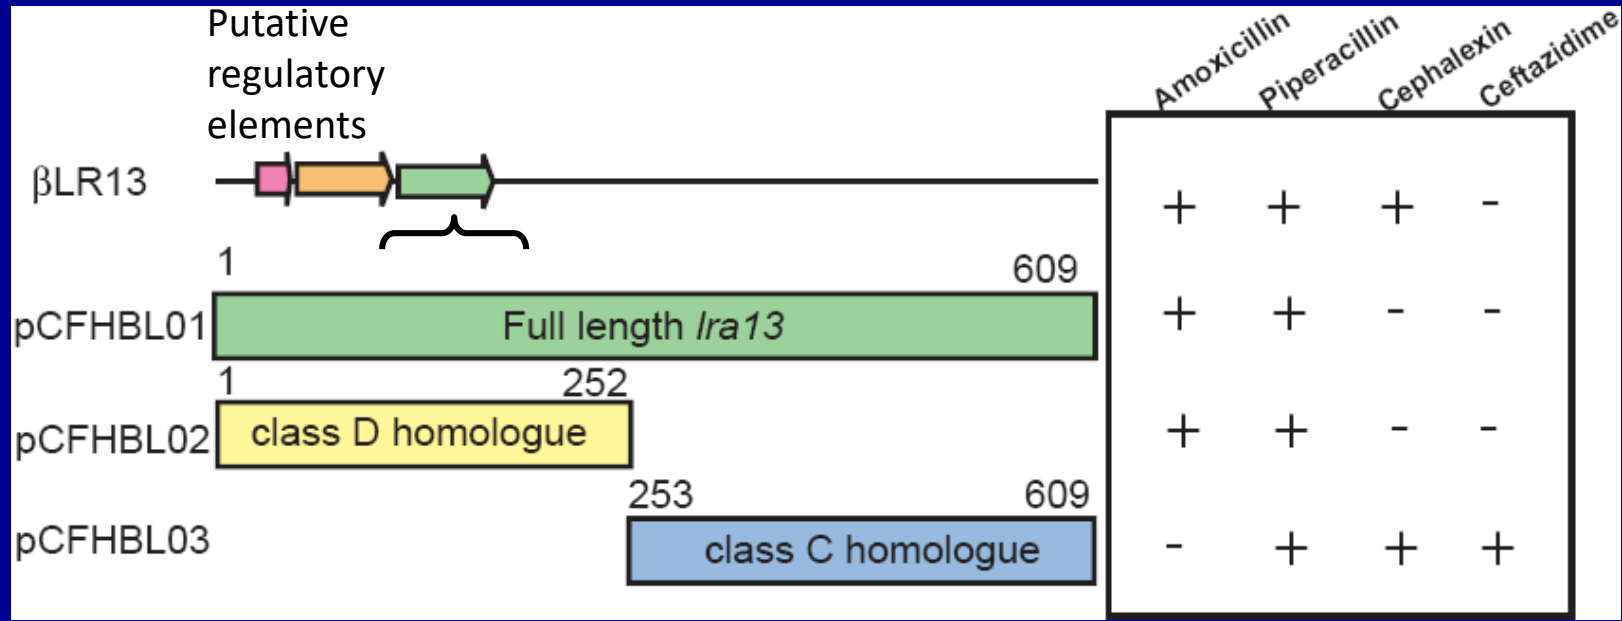 Putative
regulatory
elements
Amoxicillin
Piperacillin
Cephalexin
Ceftazidime
βLR13
+ + + -
1 609
pCFHBL01
Full length lra13
+ + - -
1 252
pCFHBL02
class D homologue
+ + - -
253 609
pCFHBL03
class C homologue
- + + +